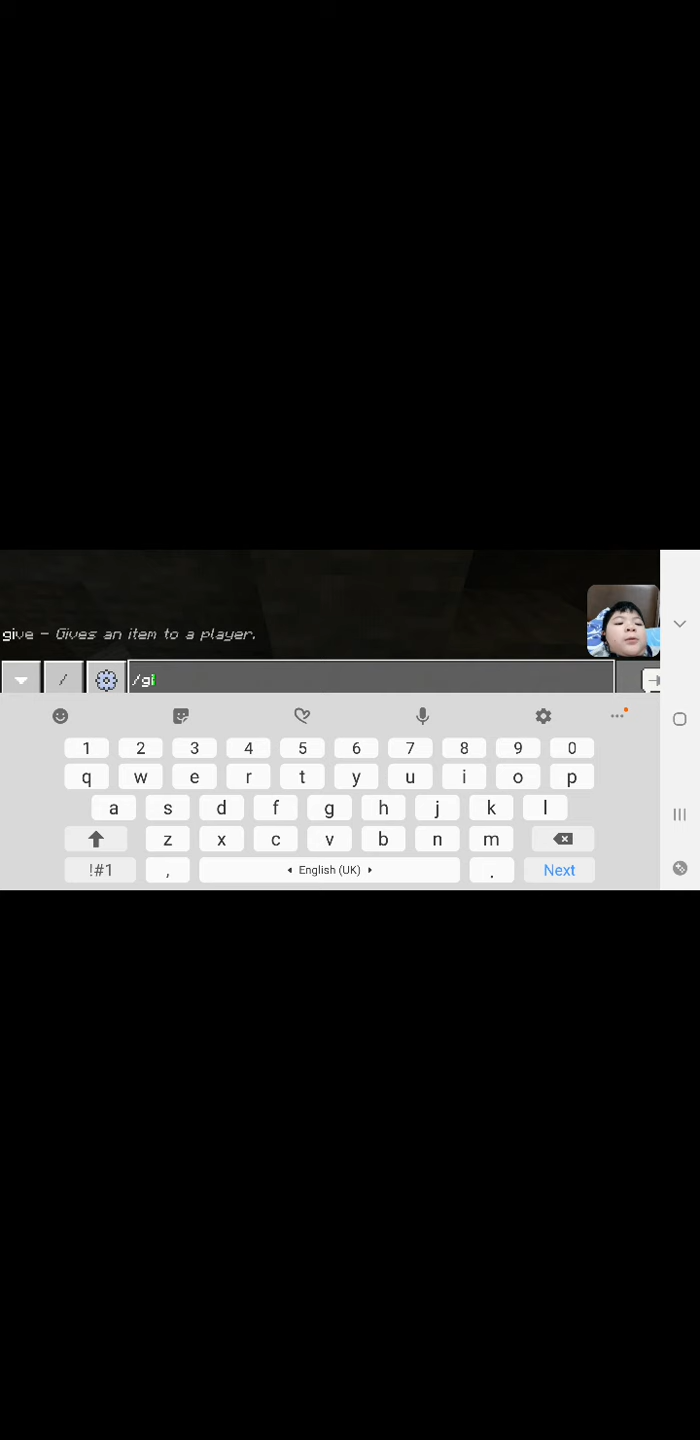 give - Gives an item to a player.
/ /gi
1 2 3 4 5 6 7 8 9 0
q w e r t y u i o p
a s d f g h j k l
z x c v b n m
!#1 , English (UK) . Next